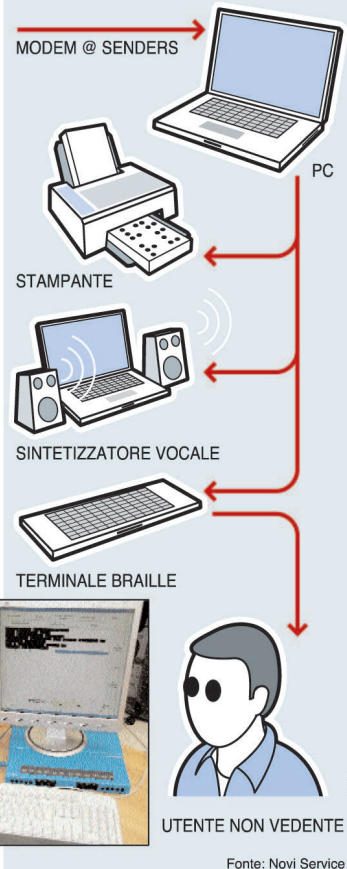 MODEM @ SENDERS
PC
STAMPANTE
SINTETIZZATORE VOCALE
TERMINALE BRAILLE
UTENTE NON VEDENTE
Fonte: Novi Service